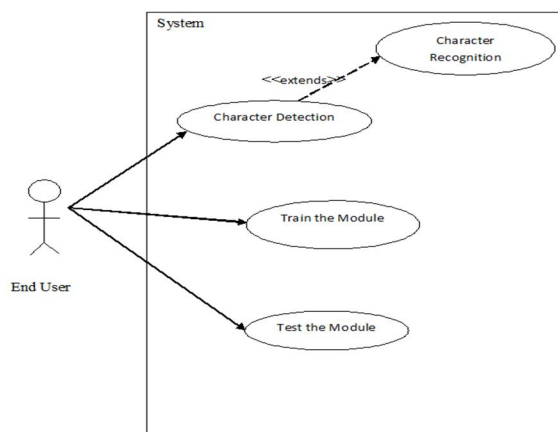 System
Character
Recognition
<<extends>>
Character Detection
Train the Module
End User
Test the Module